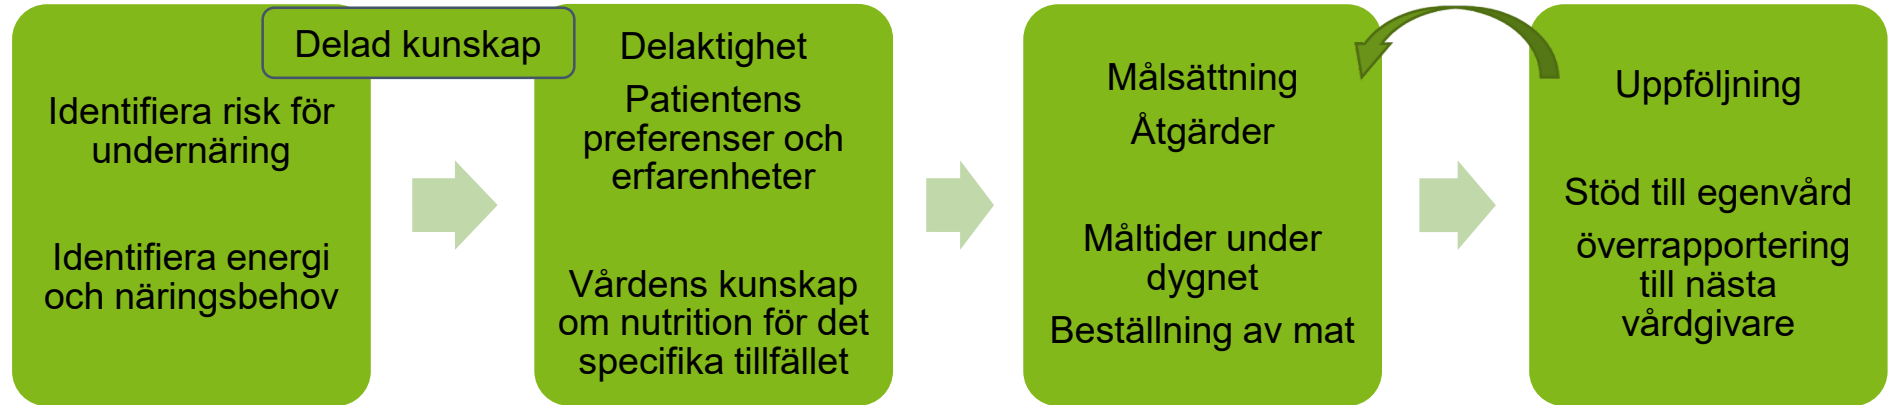 Delad kunskap
Identifiera risk för
undernäring
Identifiera energi
och näringsbehov
Delaktighet
Patientens
preferenser och
erfarenheter
Vårdens kunskap
om nutrition för det
specifika tillfället
Målsättning
Åtgärder
Måltider under
dygnet
Beställning av mat
Uppföljning
Stöd till egenvård
överrapportering
till nästa
vårdgivare